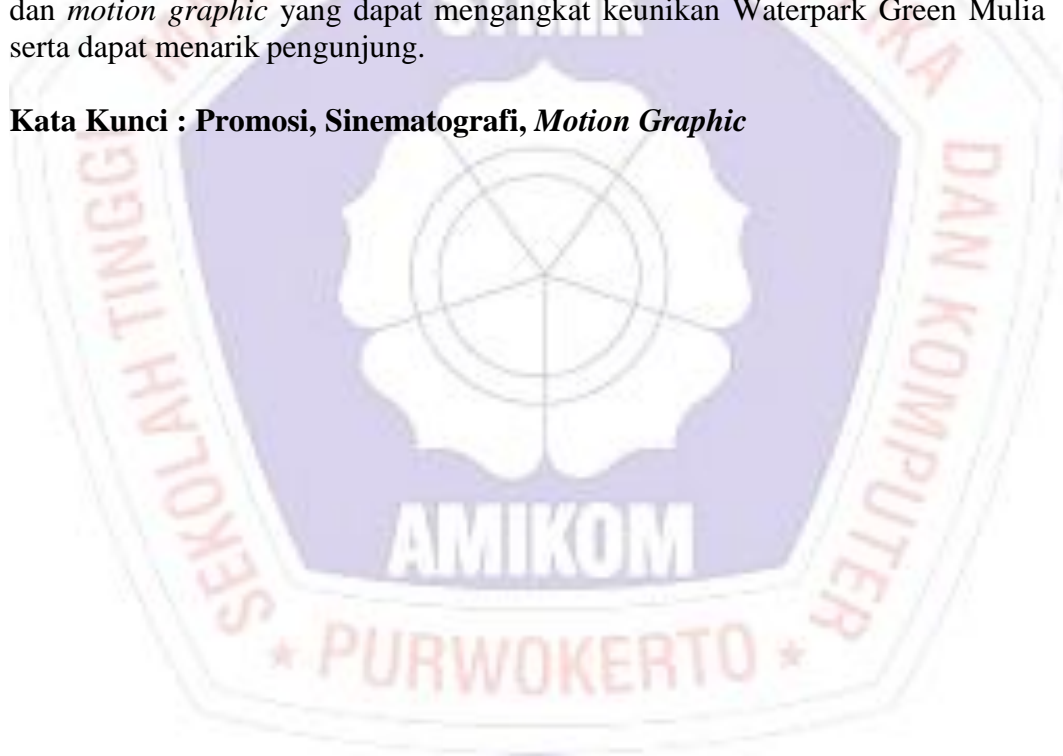 dan motion graphic yang dapat mengangkat keunikan Waterpark Green Mulia
serta dapat menarik pengunjung.
Kata Kunci : Promosi, Sinematografi, Motion Graphic
SEKOLAH TINGGI
DAN KOMPUTER
AMIKOM
* PURWOKERTO *